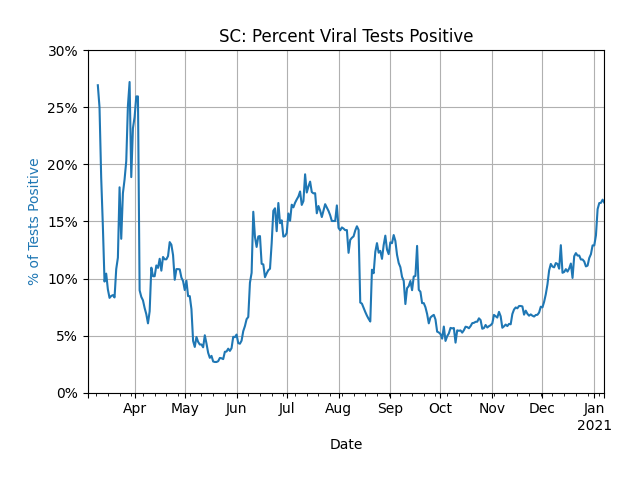 SC: Percent Viral Tests Positive
30%
25%
20%
15%
10%
5%
0%
% of Tests Positive
Apr May Jun Jul Aug Sep Oct Nov Dec Jan
2021
Date